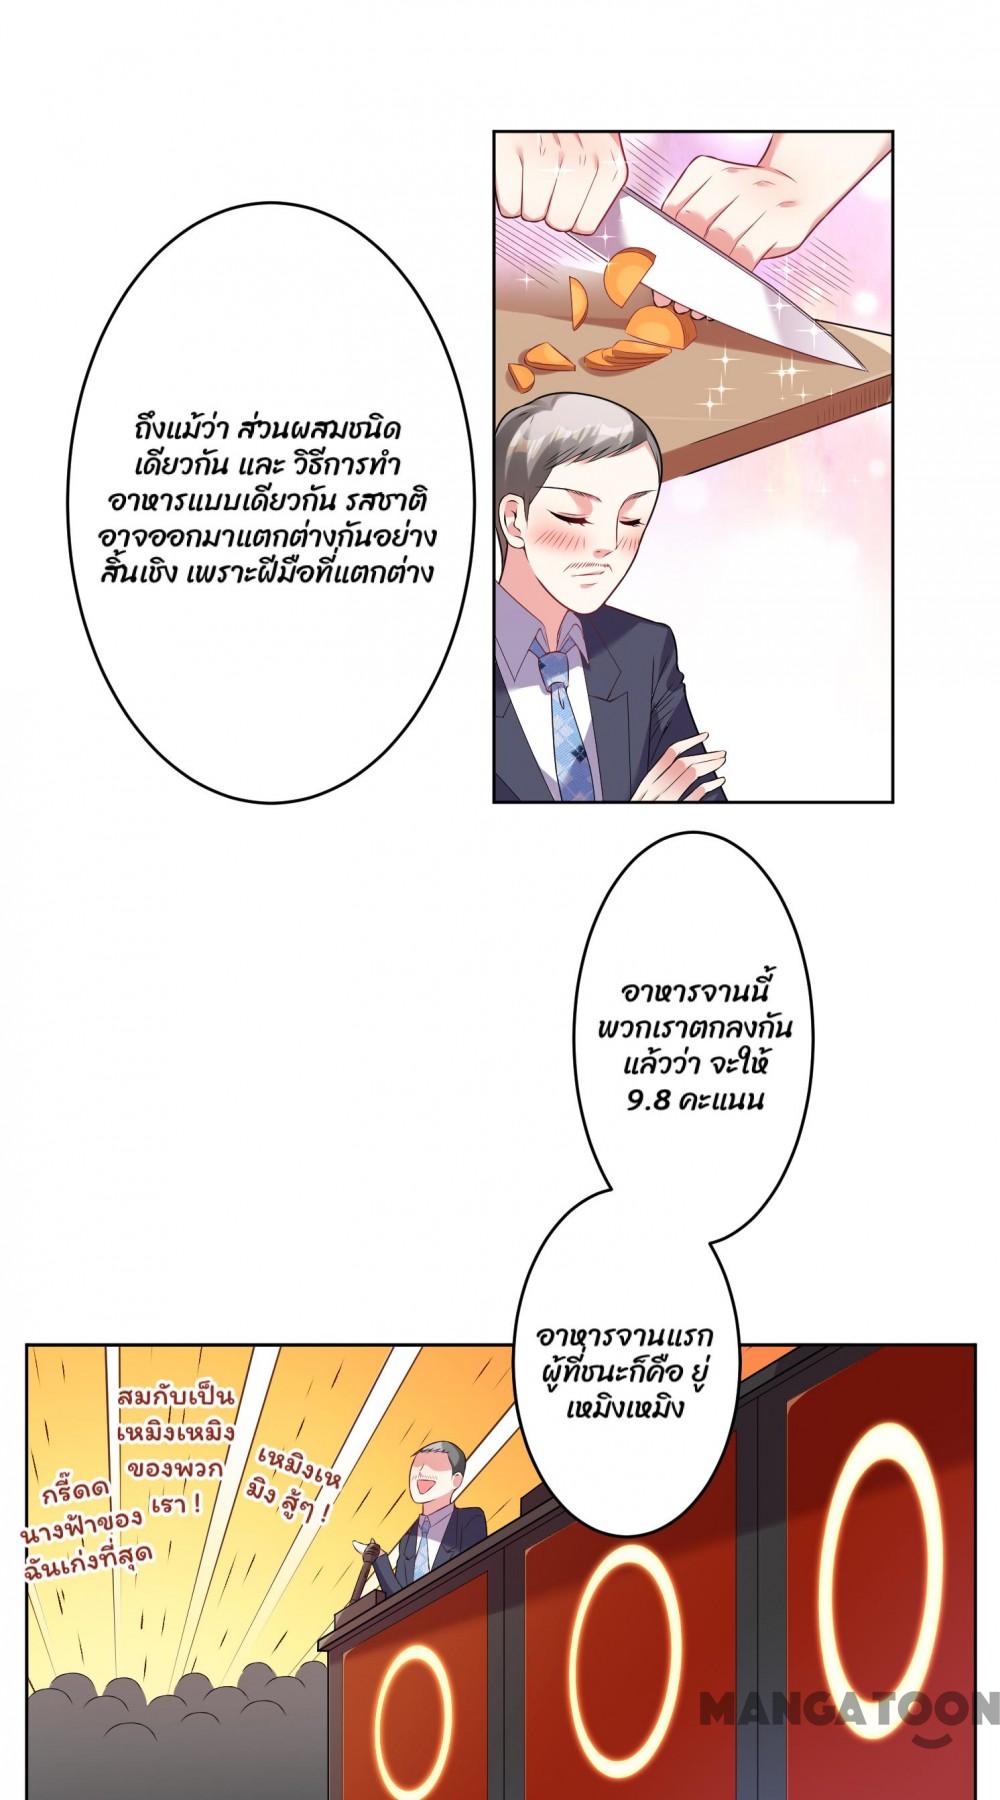 ถึงแม้ว่า ส่วนผสมชนิด
เดียวกัน และ วิธีการทำ
อาหารแบบเดียวกัน รสชาติ
อาจออกมาแตกต่างกันอย่าง
สิ้นเชิง เพราะฝีมือที่แตกต่าง
อาหารจานนี้
พวกเราตกลงกัน
แล้วว่า จะให้
9.8 คะแนน
อาหารจานแรก
ผู้ที่ชนะก็คือ ยู่
เหมิงเหมิง
สมกับเป็น
เหมิงเหมิง
ของพวก
เรา !
เหมิงเห
มิง สู้ๆ !
กรี๊ดด
นางฟ้าของ
ฉันเก่งที่สุด
MANGATOON